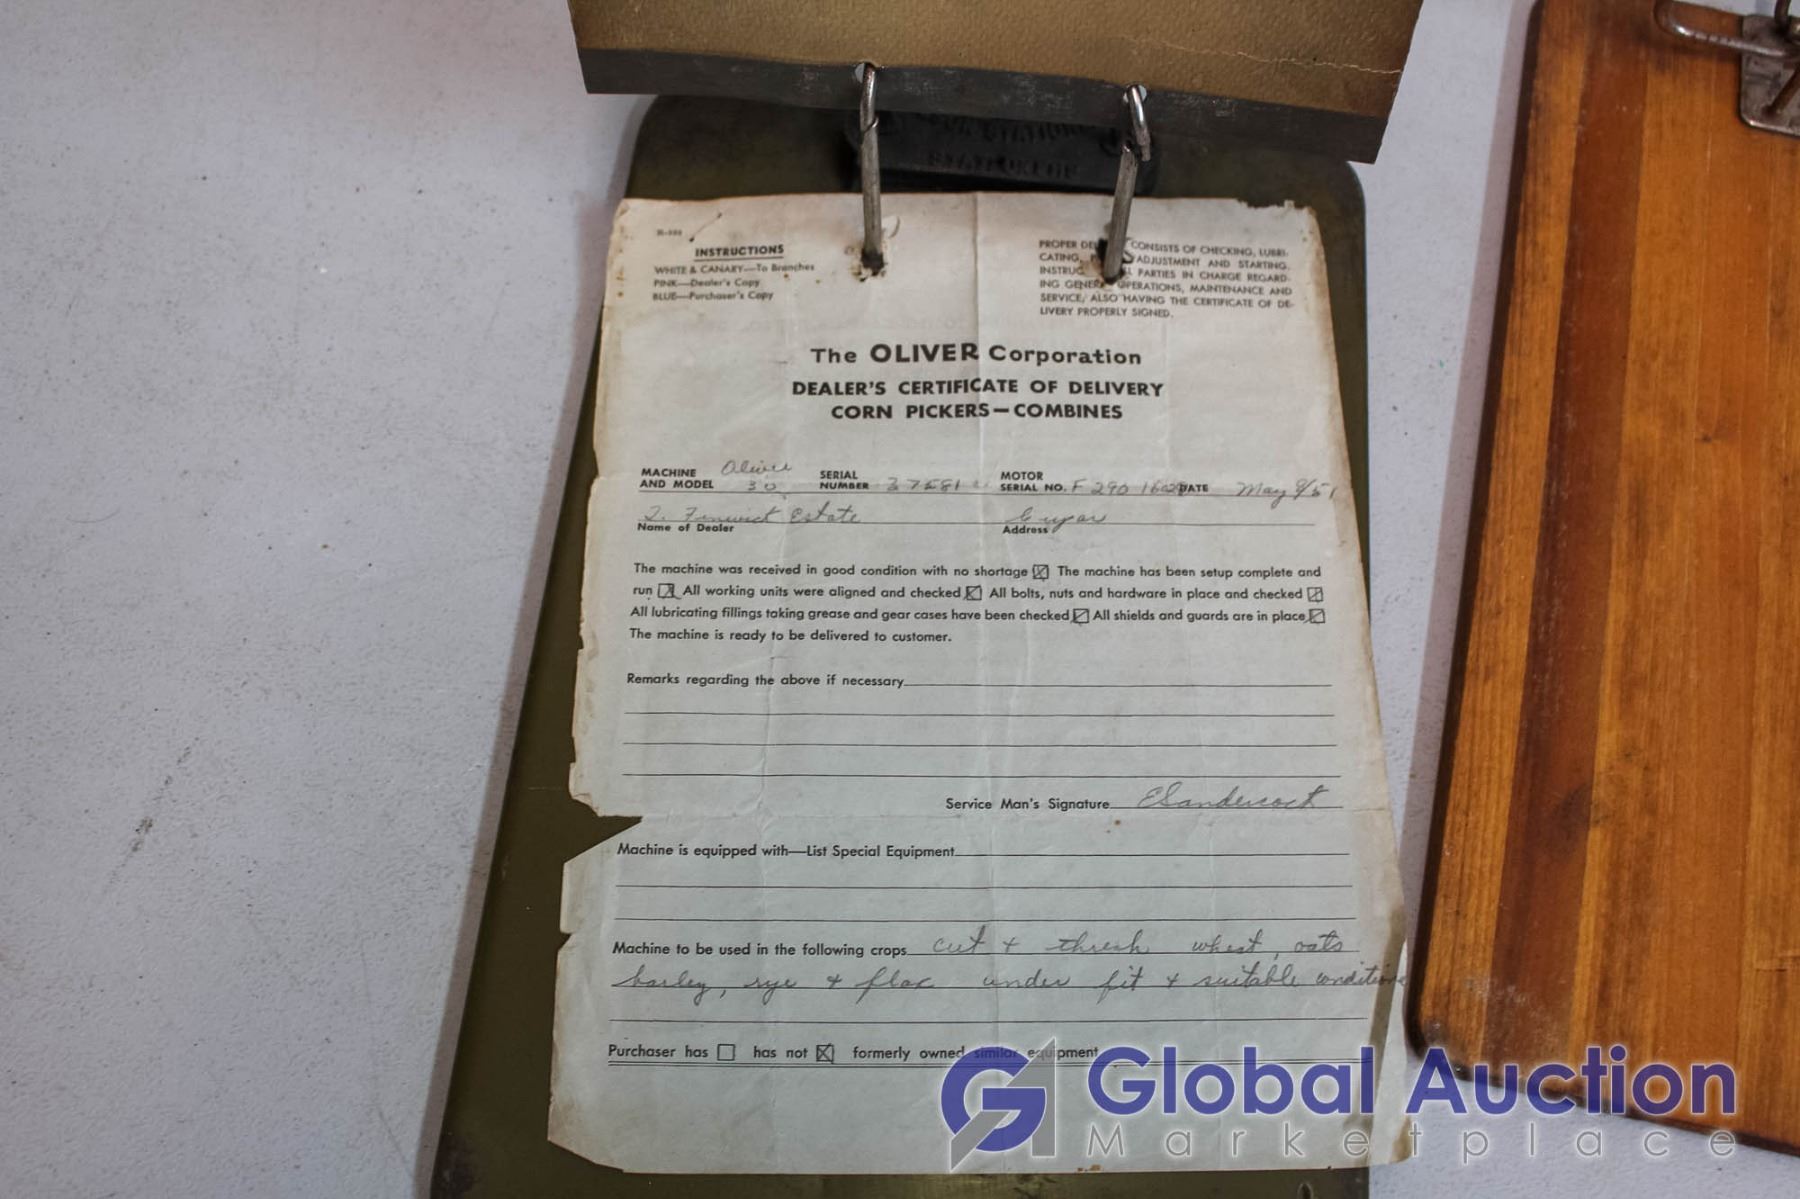 INSTRUCTIONS
WHITE & CANARY—To Branches
PINK—Dealer's Copy
BLUE—Purchaser's Copy
PROPER CONSISTS OF CHECKING, LUBRI-
CATING, ADJUSTMENT AND STARTING.
PARTIES IN CHARGE REGARD-
ING OPERATIONS, MAINTENANCE AND
SERVICE, ALSO HAVING THE CERTIFICATE OF DE-
LIVERY PROPERLY SIGNED.
The OLIVER Corporation
DEALER'S CERTIFICATE OF DELIVERY
CORN PICKERS—COMBINES
MACHINE AND MODEL Oliver 30 SERIAL NUMBER 37581 MOTOR SERIAL NO. F 290 DATE May 9/51
Estate
Name of Dealer Address
The machine was received in good condition with no shortage ☒ The machine has been setup complete and
run ☒ All working units were aligned and checked ☒ All bolts, nuts and hardware in place and checked ☒
All lubricating fillings taking grease and gear cases have been checked ☒ All shields and guards are in place ☒
The machine is ready to be delivered to customer.
Remarks regarding the above if necessary
Service Man's Signature ESandercock
Machine is equipped with—List Special Equipment
Machine to be used in the following crops cut + thresh wheat, oats
barley, rye + flax under fit + suitable conditions
Purchaser has ☐ has not ☒ formerly owned similar equipment
Global Auction
Marketplace